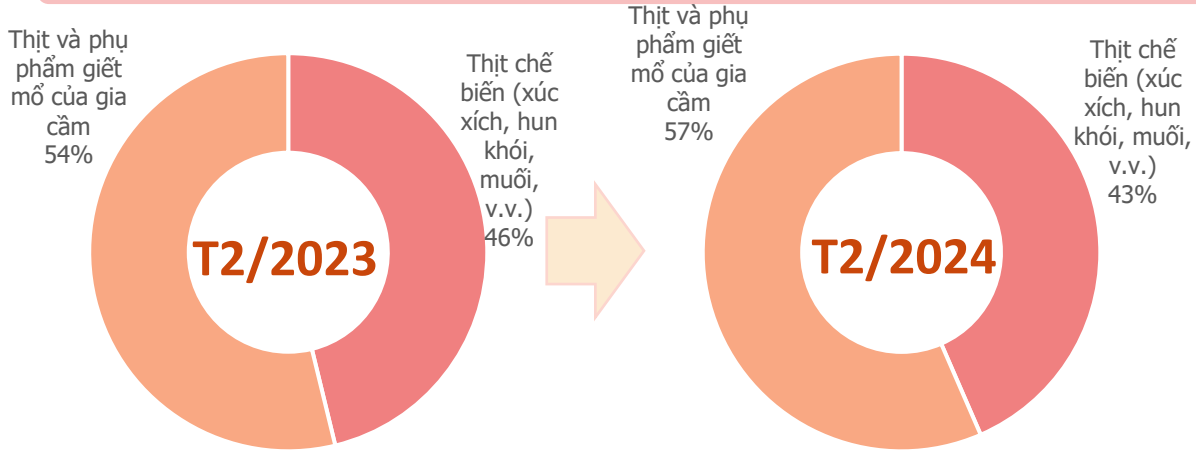 Thịt và phụ
phẩm giết
mổ của gia
cầm
54%
Thịt chế
biến (xúc
xích, hun
khói,
muối,
v.v.)
46%
T2/2023
Thịt và phụ
phẩm giết
mổ của gia
cầm
57%
Thịt chế
biến (xúc
xích, hun
khói, muối,
v.v.)
43%
T2/2024